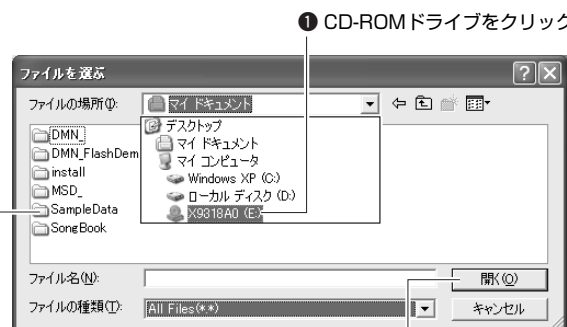 ❶ CD-ROMドライブをクリック
ファイルを選ぶ
ファイルの場所(I):
マイ ドキュメント
デスクトップ
マイ ドキュメント
マイ コンピュータ
Windows XP (C:)
ローカル ディスク (D:)
X9318A0 (E:)
DMN_
DMN_FlashDem
install
MSD_
SampleData
SongBook
ファイル名(N):
開く(O)
ファイルの種類(T):
All Files(*.*)
キャンセル